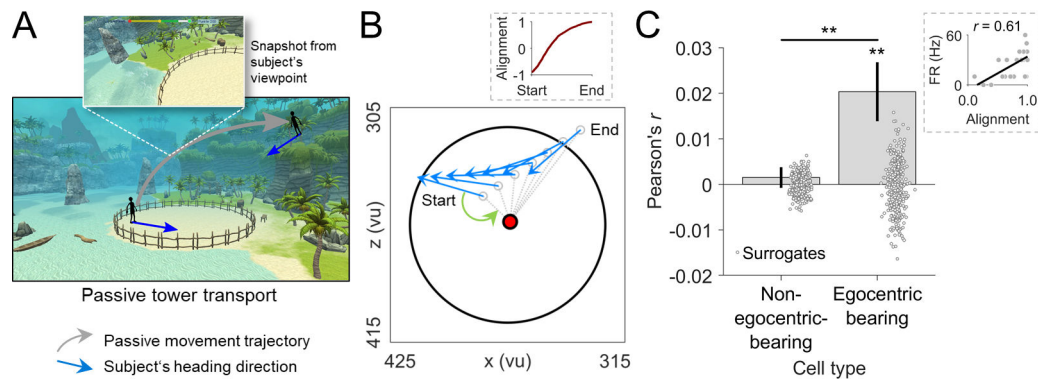 A
Snapshot from
subject's
viewpoint
Passive tower transport
Passive movement trajectory
Subject's heading direction
B
Alignment
1
-1
Start
End
305
415
z (vu)
End
Start
425
x (vu)
315
C
**
**
0.03
0.02
0.01
0
-0.01
-0.02
Pearson's r
Surrogates
Non-
egocentric-
bearing
Egocentric
bearing
Cell type
r = 0.61
FR (Hz)
60
0
0.0
1.0
Alignment